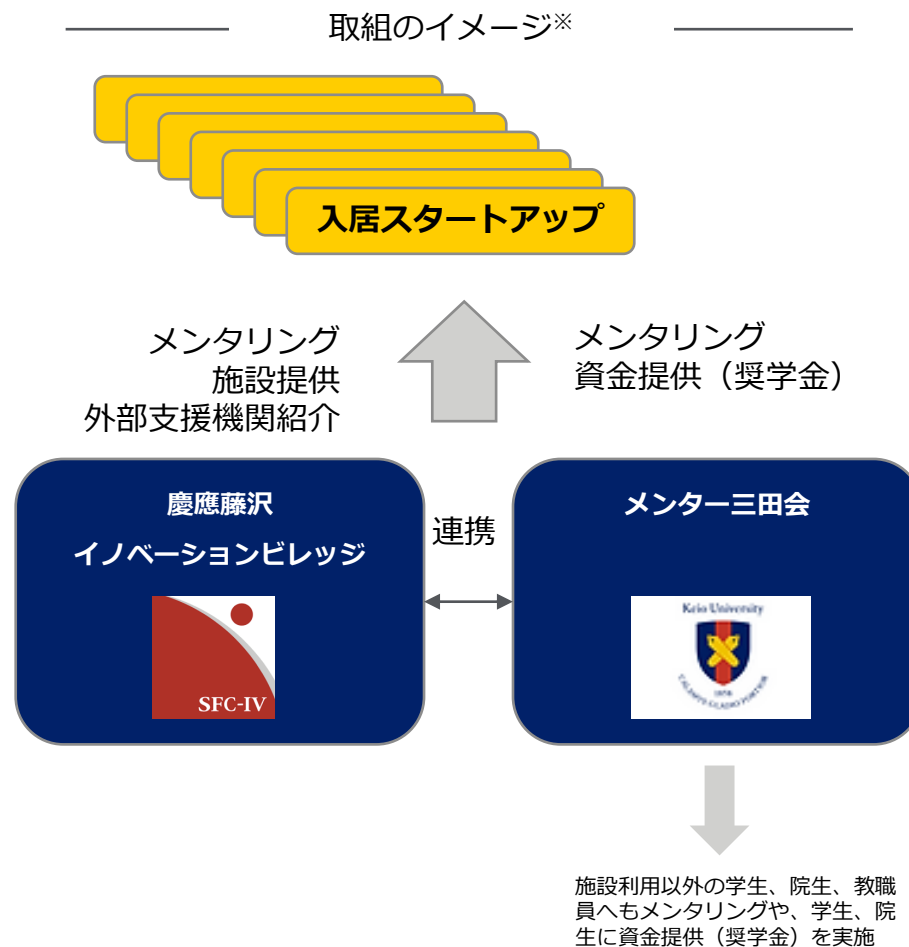 取組のイメージ※
入居スタートアップ
メンタリング
施設提供
外部支援機関紹介
メンタリング
資金提供（奨学金）
慶應藤沢
イノベーションビレッジ
連携
メンター三田会
SFC-IV
Keio University
1858
CALAMVS GLADIO FORTIOR
施設利用以外の学生、院生、教職
員へもメンタリングや、学生、院
生に資金提供（奨学金）を実施